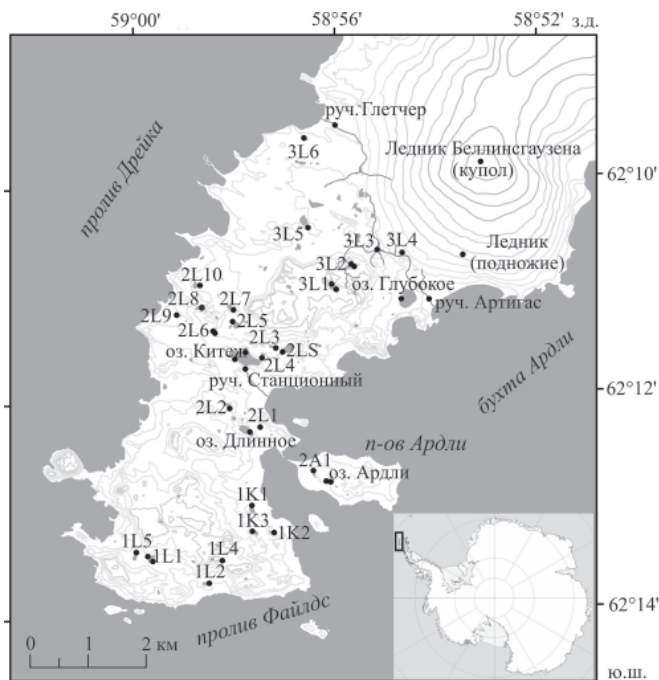 59°00'
58°56'
58°52' з.д.
руч.Глетчер
3L6
Ледник Беллинсгаузена
(купол)
62°10'
пролив Дрейка
3L5
3L3
3L4
Ледник
(подножие)
3L2
2L10
3L1
оз. Глубокое
2L8
2L7
руч. Артигас
2L9
2L5
2L6
2L3
оз. Китеж
2LS
2L4
руч. Станционный
62°12'
бухта Ардли
2L2
2L1
оз. Длинное
п-ов Ардли
2A1
оз. Ардли
1K1
1K3
1K2
1L5
1L1
1L4
1L2
62°14'
пролив Файлдс
0 1 2 км
ю.ш.